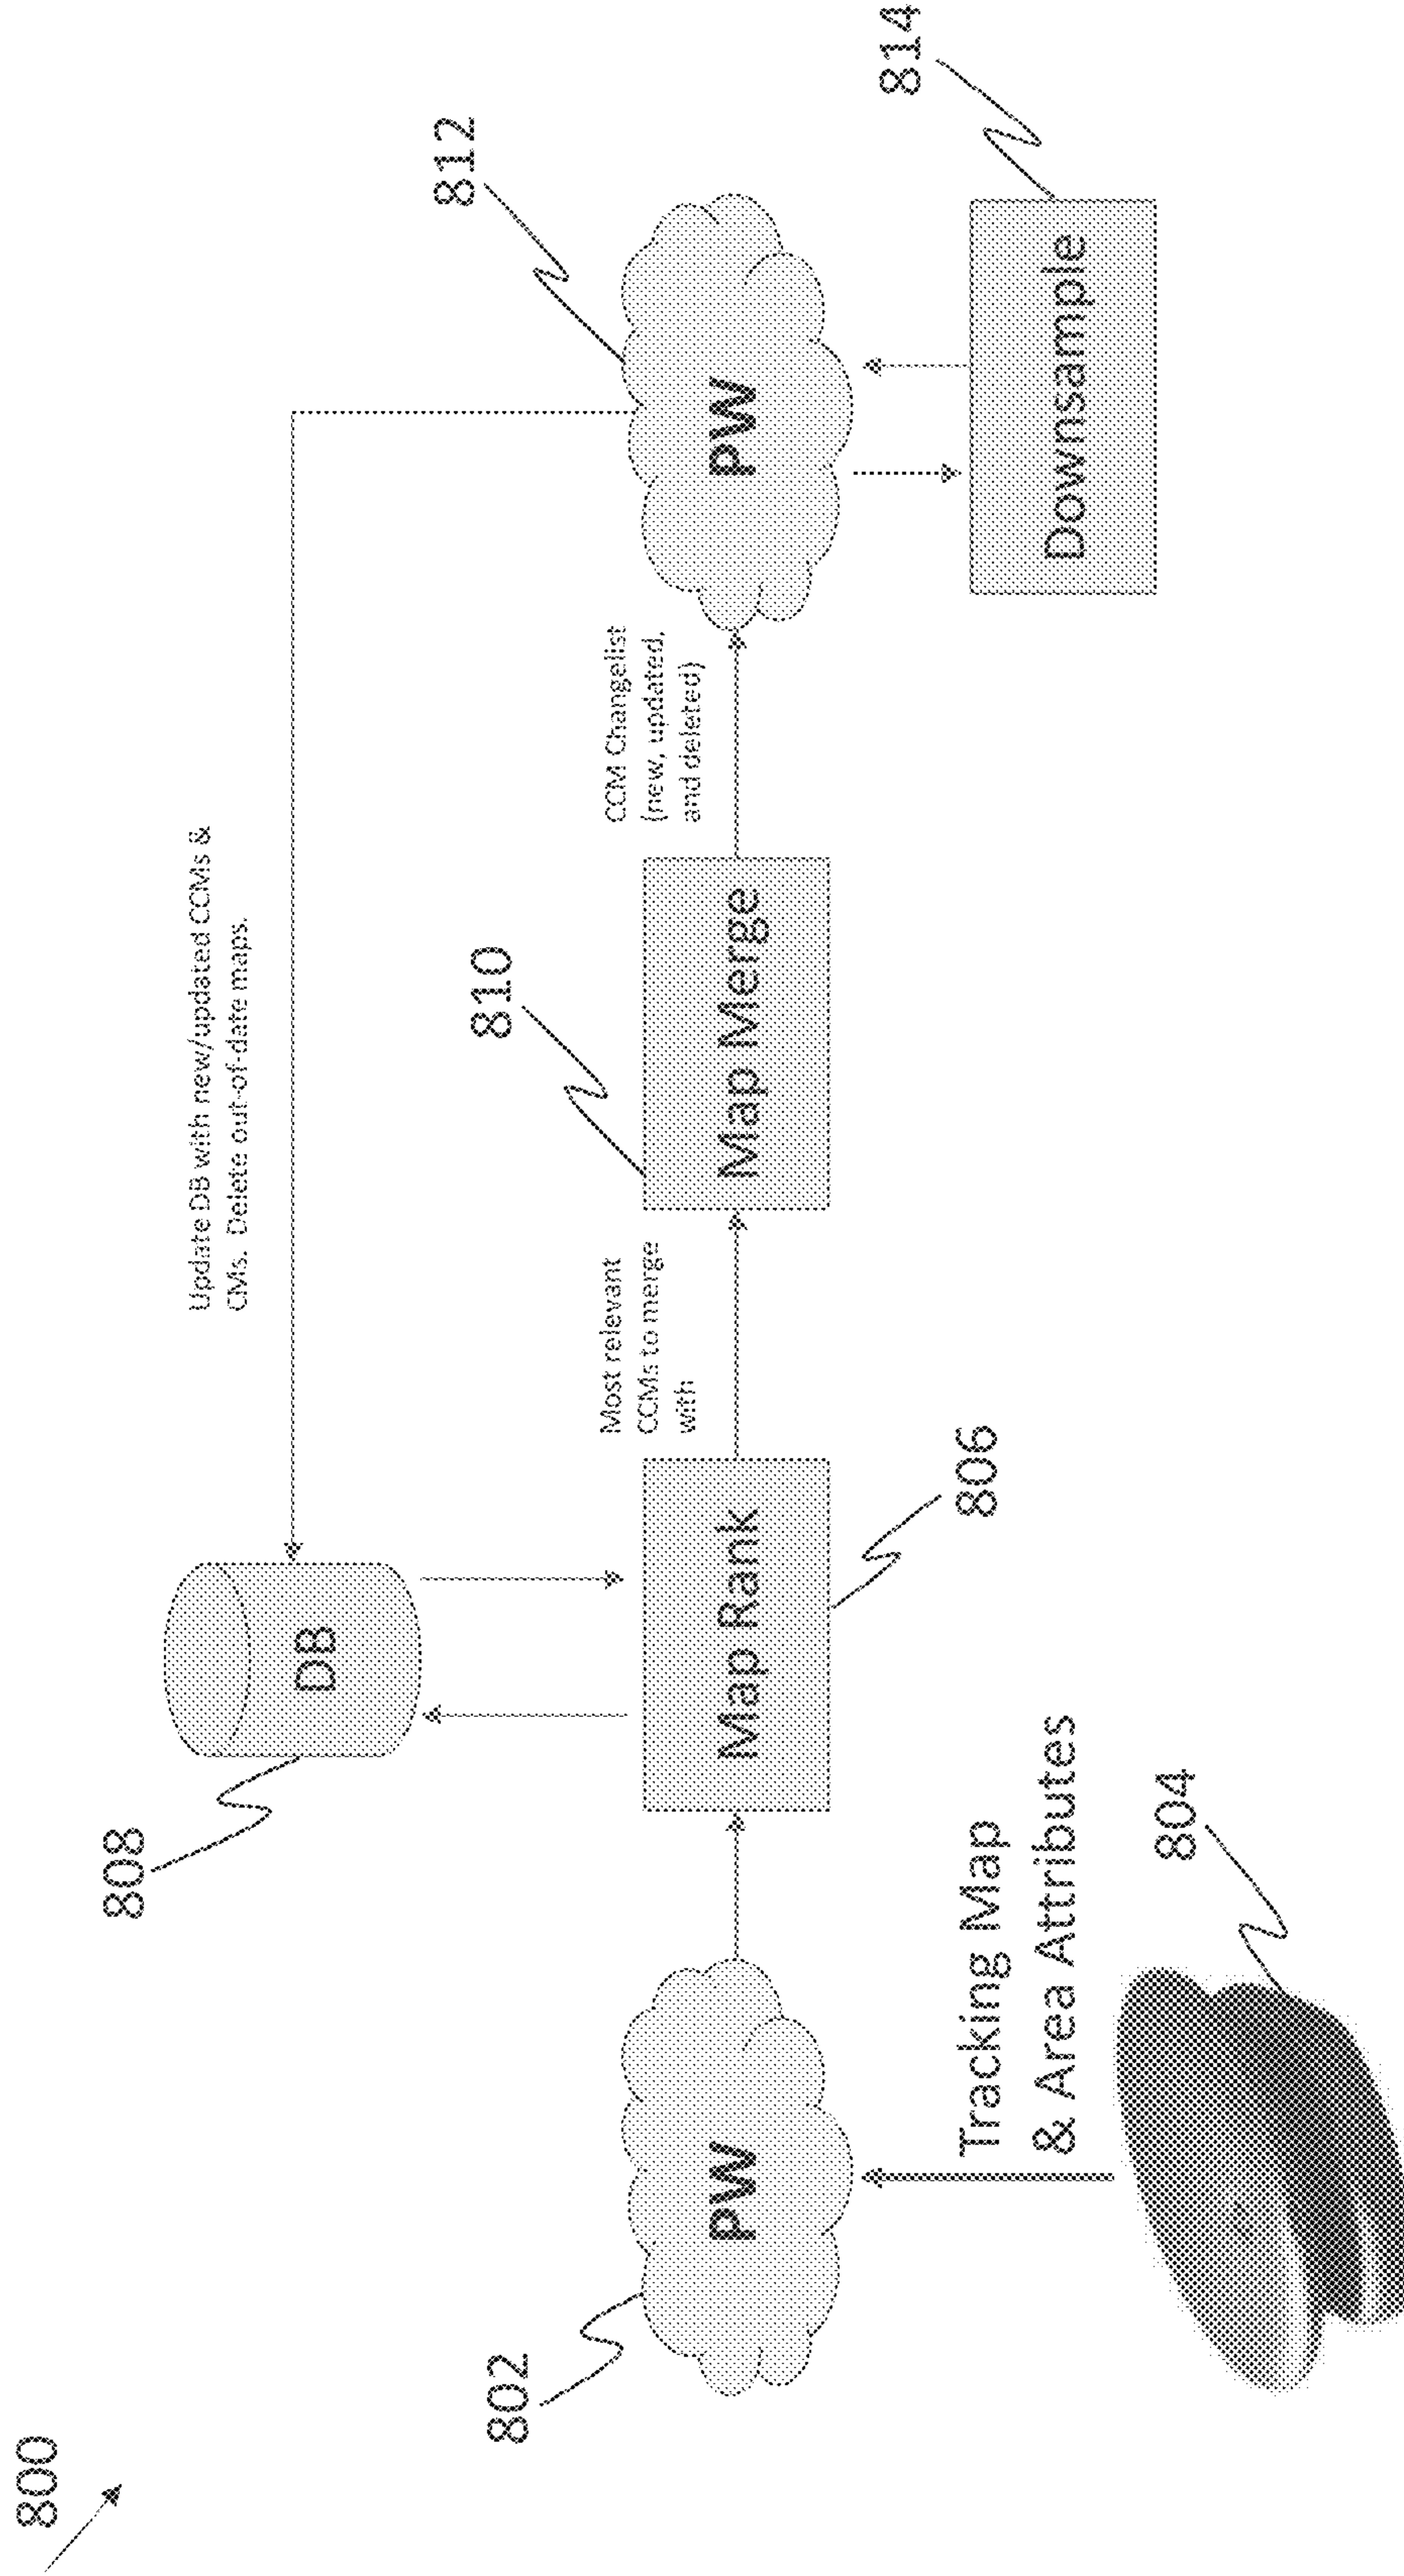 800
808
DB
Update DB with new/updated CCMs &
CMs. Delete out-of-date maps.
802
PW
Map Rank
806
Most relevant
CCMs to merge
with
810
Map Merge
CCM Changelist
(new, updated,
and deleted)
812
PW
814
Downsample
Tracking Map
& Area Attributes
804